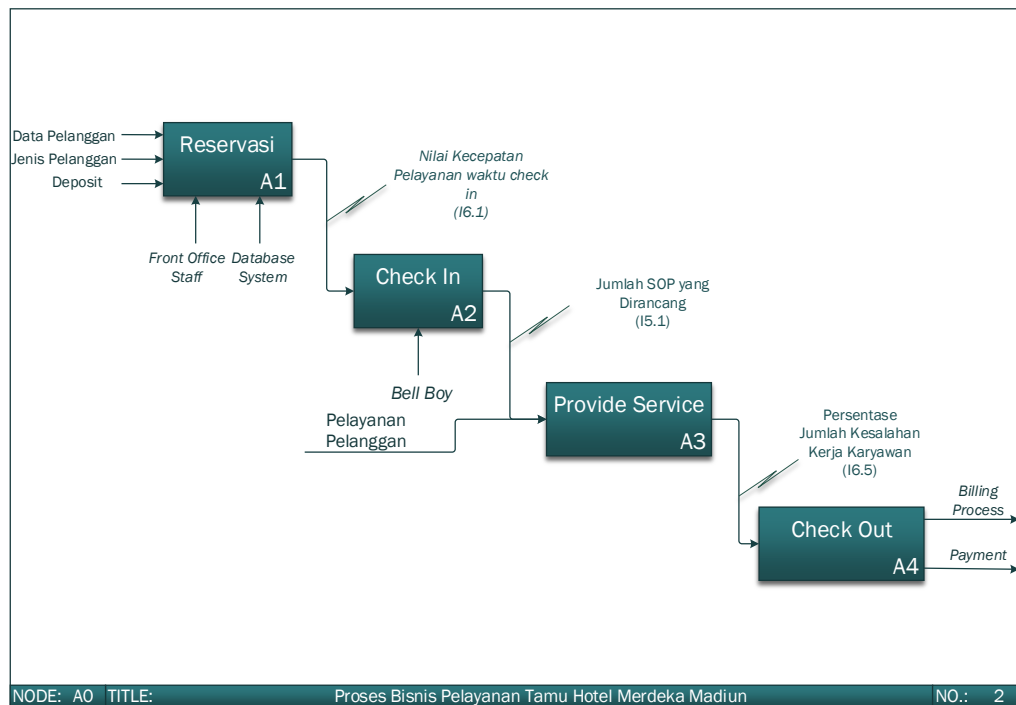 Data Pelanggan
Jenis Pelanggan
Deposit
Reservasi
A1
Front Office
Staff
Database
System
Nilai Kecepatan
Pelayanan waktu check
in
(I6.1)
Check In
A2
Bell Boy
Jumlah SOP yang
Dirancang
(I5.1)
Pelayanan
Pelanggan
Provide Service
A3
Persentase
Jumlah Kesalahan
Kerja Karyawan
(I6.5)
Check Out
A4
Billing
Process
Payment
NODE: A0 TITLE: Proses Bisnis Pelayanan Tamu Hotel Merdeka Madiun NO.: 2